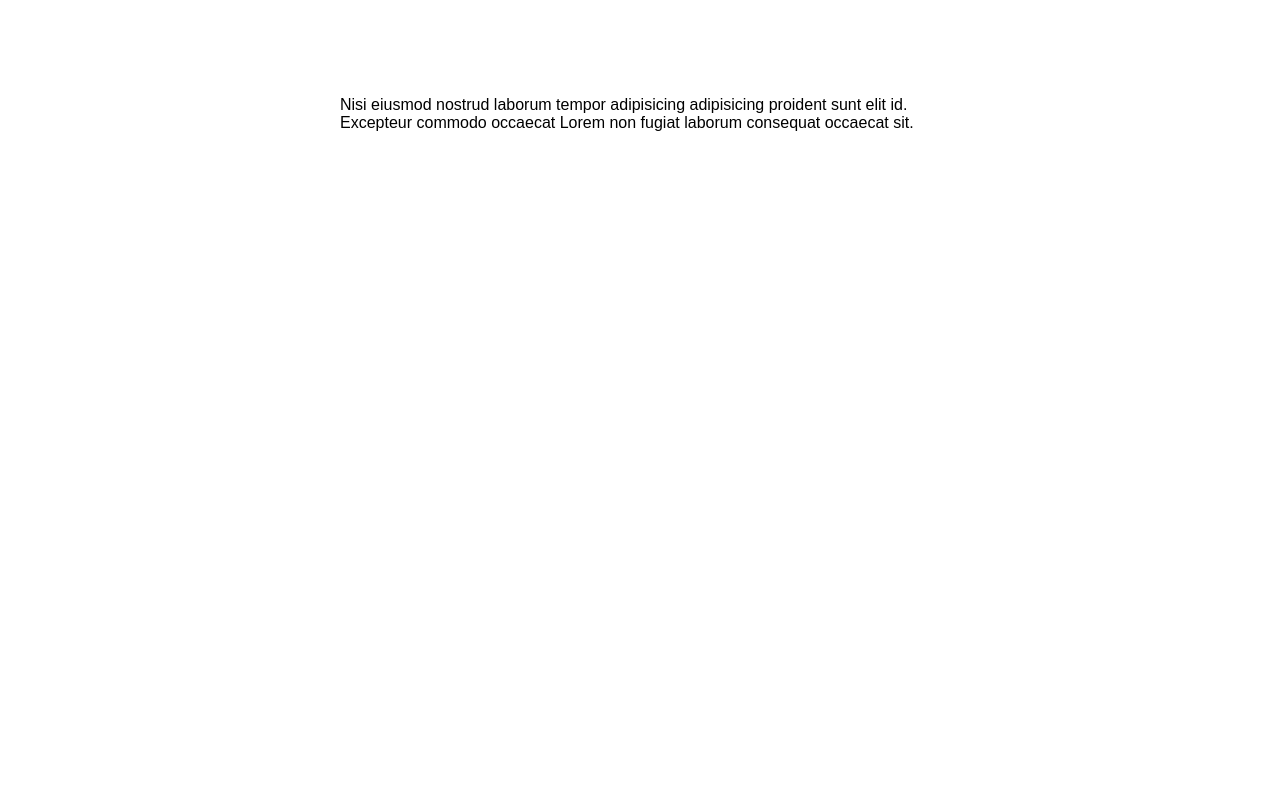 Nisi eiusmod nostrud laborum tempor adipisicing adipisicing proident sunt elit id.
Excepteur commodo occaecat Lorem non fugiat laborum consequat occaecat sit.